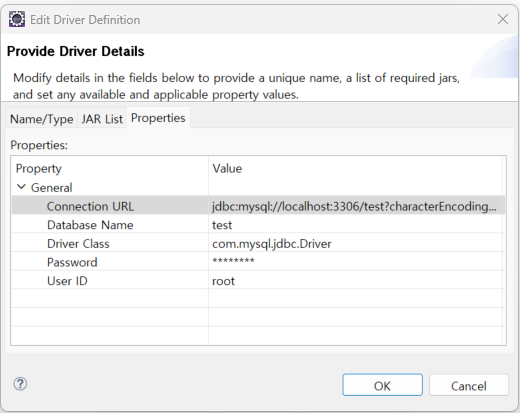 Edit Driver Definition
Provide Driver Details
Modify details in the fields below to provide a unique name, a list of required jars,
and set any available and applicable property values.
Name/Type JAR List Properties
Properties:
Property Value
General
Connection URL jdbc:mysql://localhost:3306/test?characterEncoding...
Database Name test
Driver Class com.mysql.jdbc.Driver
Password ********
User ID root
OK Cancel